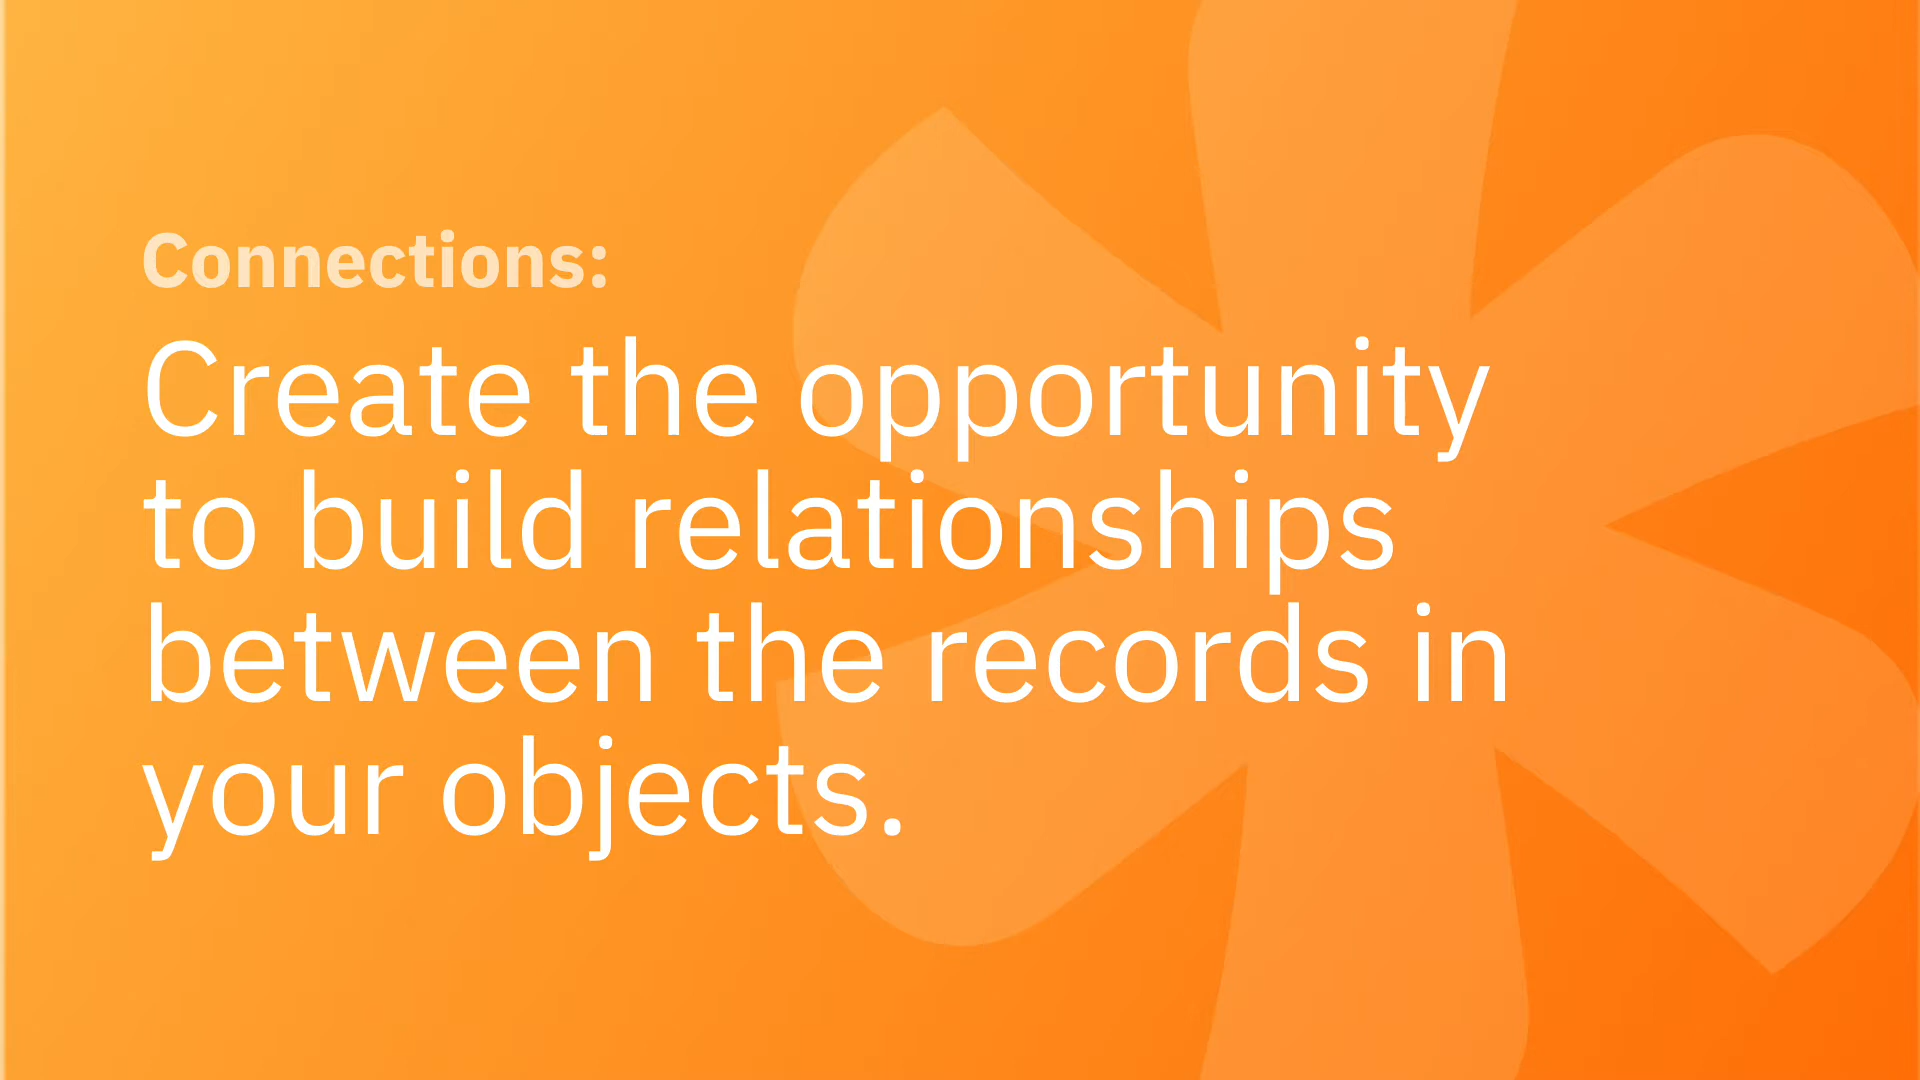 Connections:
Create the opportunity
to build relationships
between the records in
your objects.